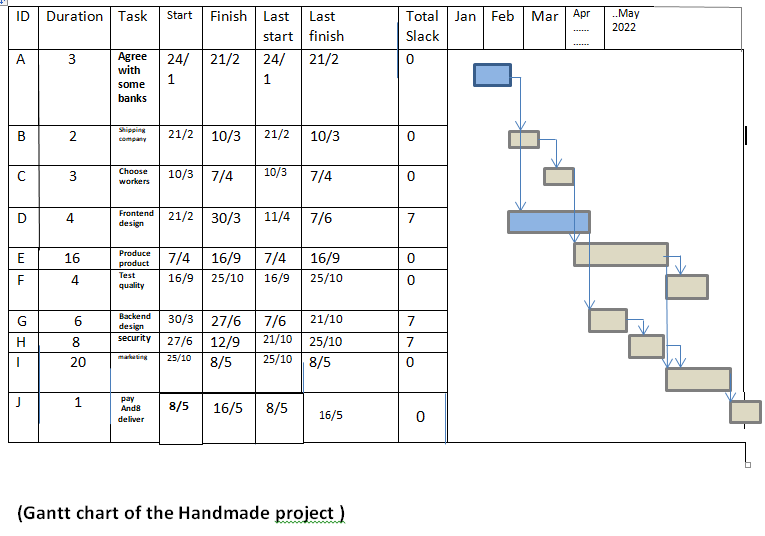 ID Duration Task Start Finish Last start Last finish Total Slack Jan Feb Mar Apr ...... ...... ..May 2022
A 3 Agree with some banks 24/1 21/2 24/1 21/2 0
B 2 Shipping company 21/2 10/3 21/2 10/3 0
C 3 Choose workers 10/3 7/4 10/3 7/4 0
D 4 Frontend design 21/2 30/3 11/4 7/6 7
E 16 Produce product 7/4 16/9 7/4 16/9 0
F 4 Test quality 16/9 25/10 16/9 25/10 0
G 6 Backend design 30/3 27/6 7/6 21/10 7
H 8 security 27/6 12/9 21/10 25/10 7
I 20 marketing 25/10 8/5 25/10 8/5 0
J 1 pay And8 deliver 8/5 16/5 8/5 16/5 0
(Gantt chart of the Handmade project )